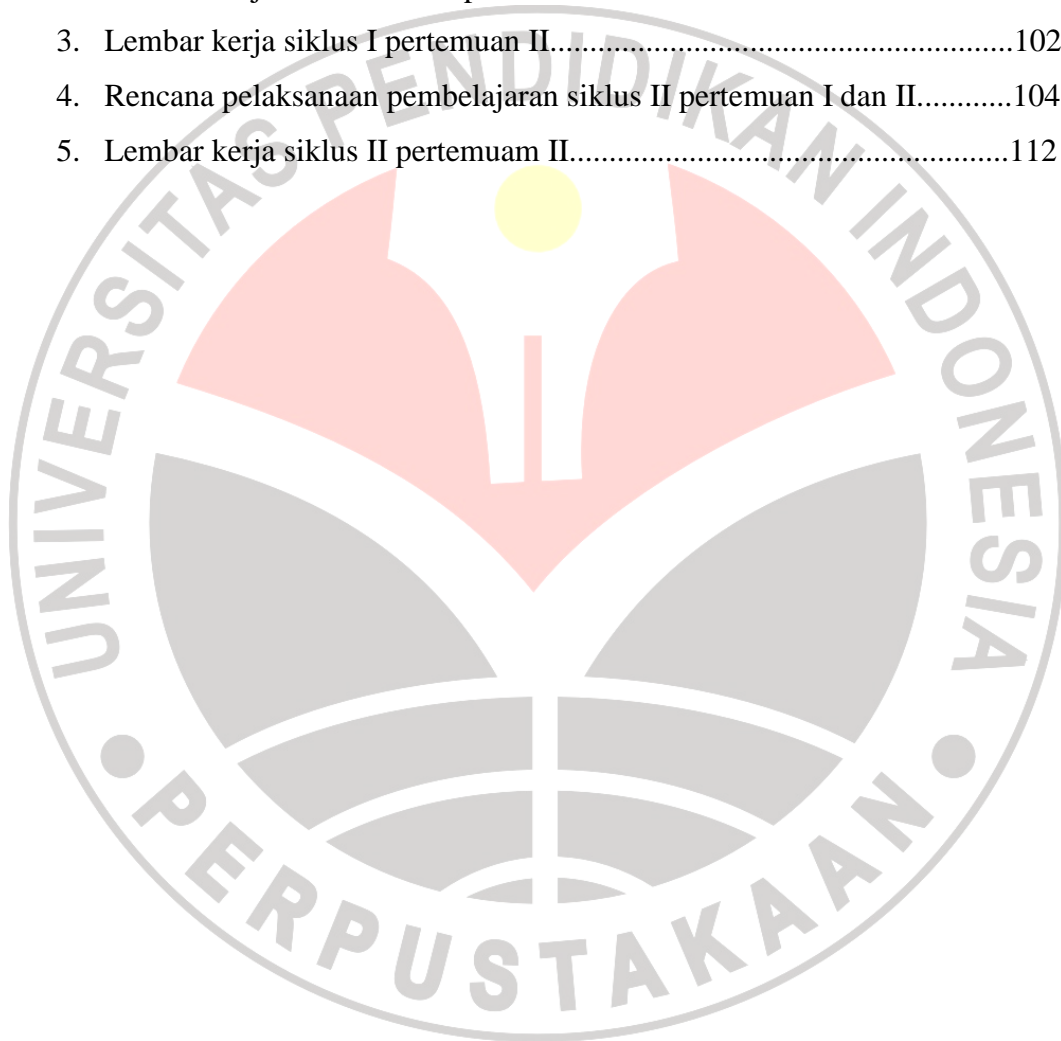 3. Lembar kerja siklus I pertemuan II..........................................................102
4. Rencana pelaksanaan pembelajaran siklus II pertemuan I dan II............104
5. Lembar kerja siklus II pertemuam II........................................................112
UNIVERSITAS PENDIDIKAN INDONESIA
PERPUSTAKAAN